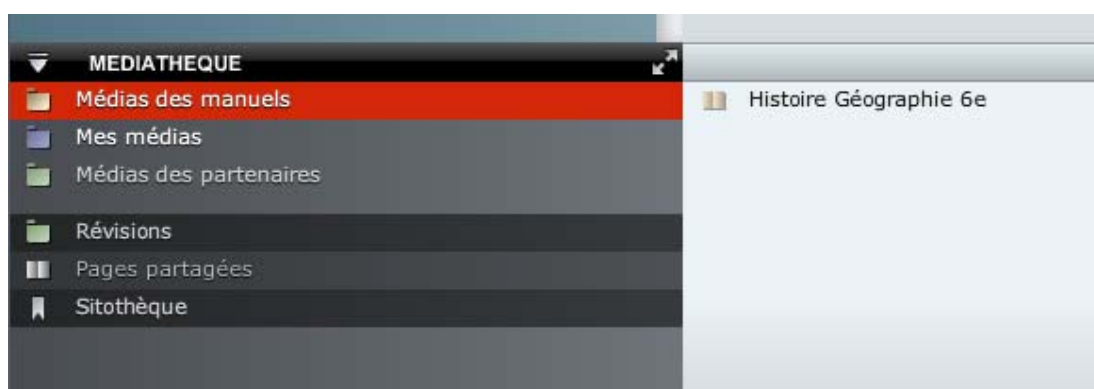 MEDIATHEQUE
Médias des manuels
Histoire Géographie 6e
Mes médias
Médias des partenaires
Révisions
Pages partagées
Sitothèque